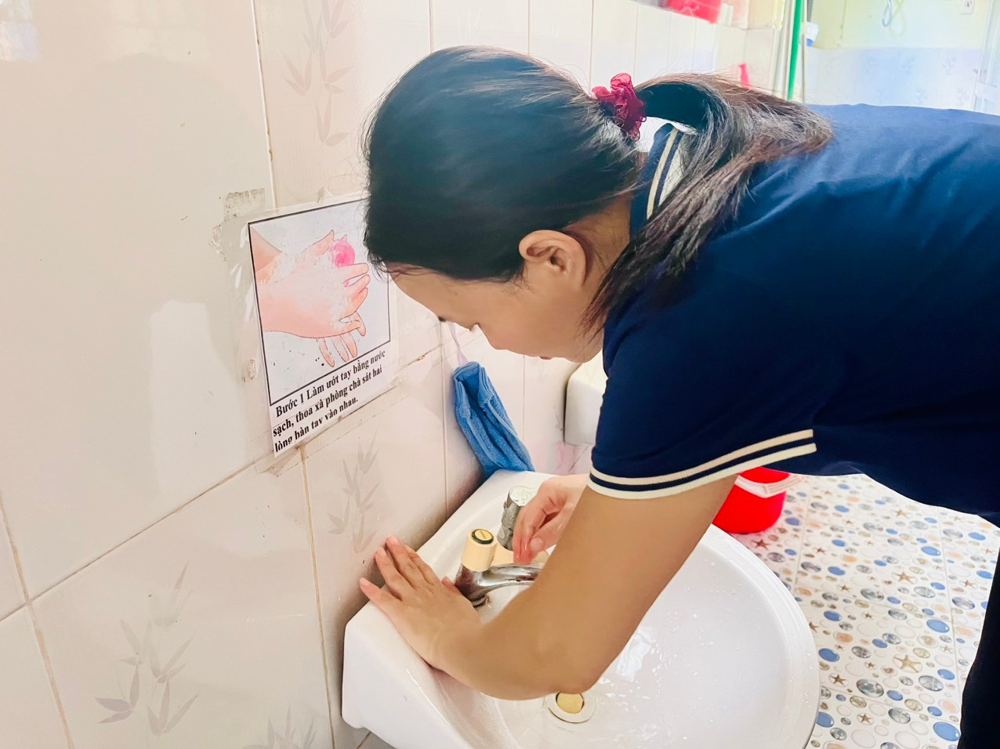 Bước 1 Làm ướt tay bằng nước
sạch, thoa xà phòng chà sát hai
lòng bàn tay vào nhau.